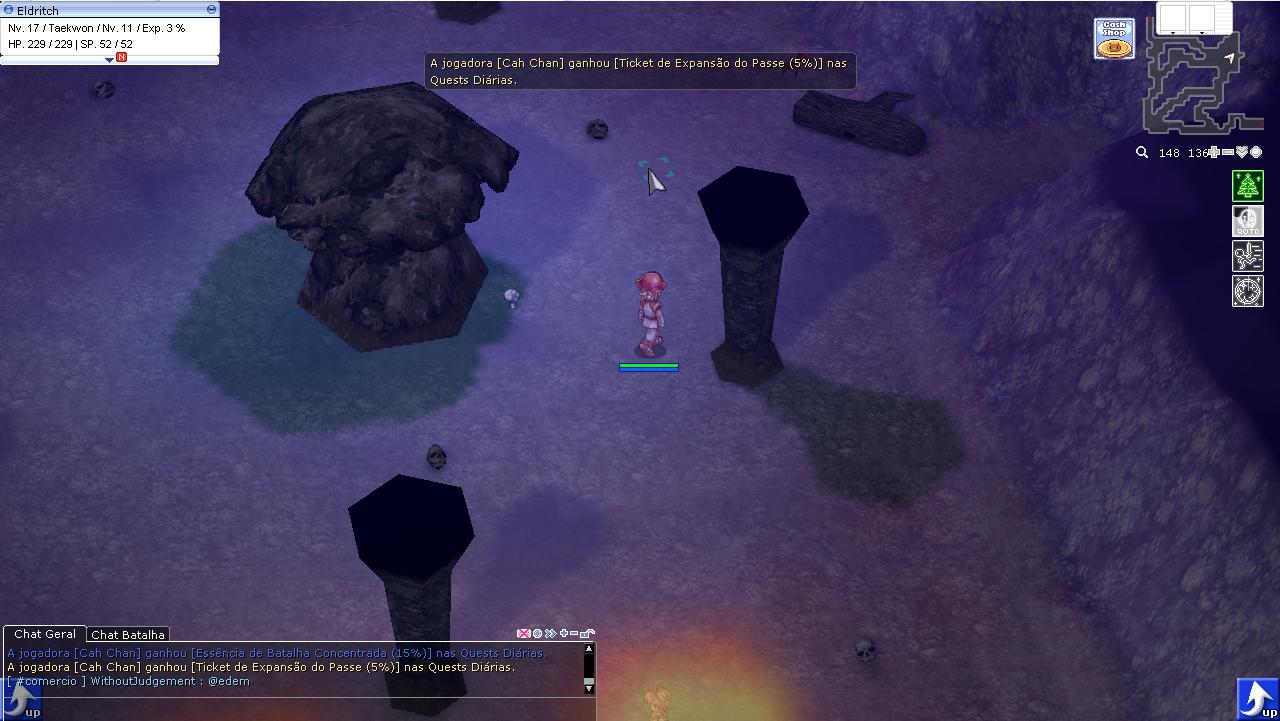 Eldritch
Nv. 17 / Taekwon / Nv. 11 / Exp. 3 %
HP. 229 / 229 | SP. 52 / 52
N
A jogadora [Cah Chan] ganhou [Ticket de Expansão do Passe (5%)] nas
Quests Diárias.
Cash
Shop
148 136
ROTD
Chat Geral
Chat Batalha
A jogadora [Cah Chan] ganhou [Essência de Batalha Concentrada (15%)] nas Quests Diárias.
A jogadora [Cah Chan] ganhou [Ticket de Expansão do Passe (5%)] nas Quests Diárias.
[ #comercio ] WithoutJudgement : @edem
up
up